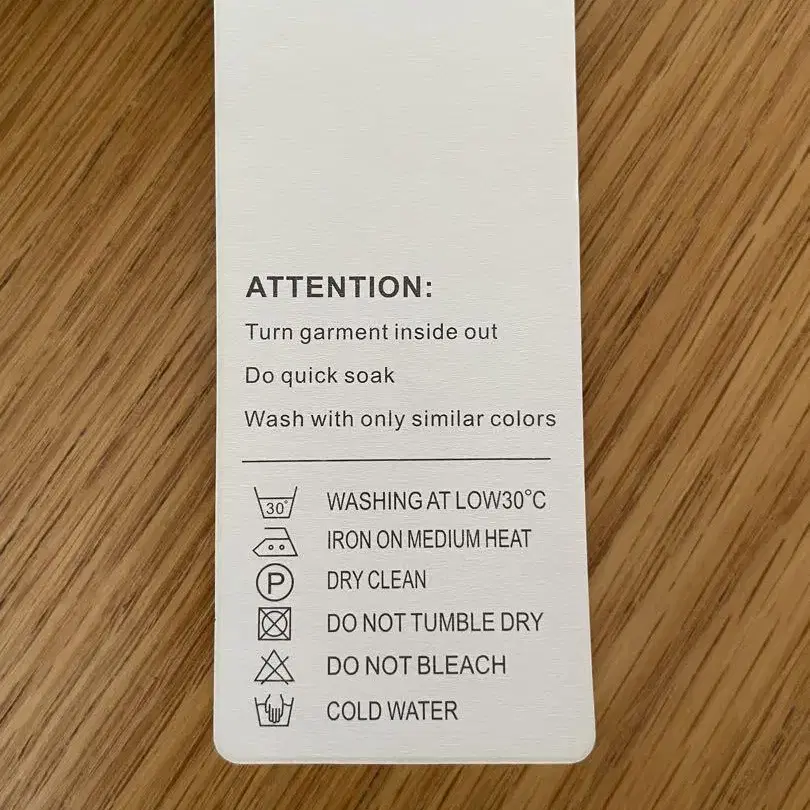 ATTENTION:
Turn garment inside out
Do quick soak
Wash with only similar colors
30° WASHING AT LOW30°C
IRON ON MEDIUM HEAT
P DRY CLEAN
DO NOT TUMBLE DRY
DO NOT BLEACH
COLD WATER